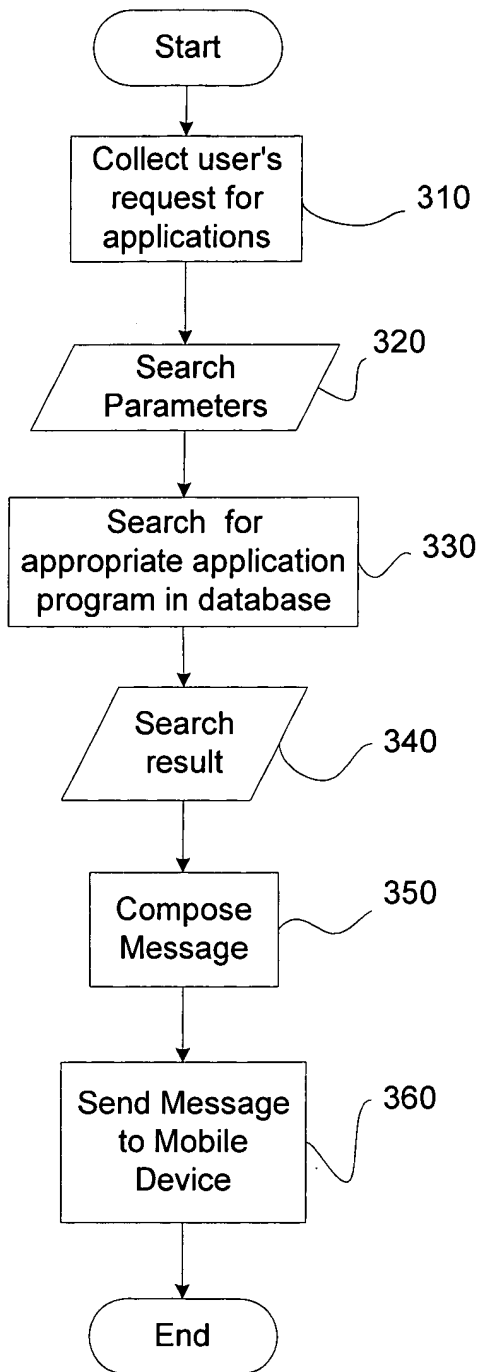 Start
Collect user's
request for
applications
310
320
Search
Parameters
Search for
appropriate application
program in database
330
Search
result
340
350
Compose
Message
Send Message
to Mobile
Device
360
End